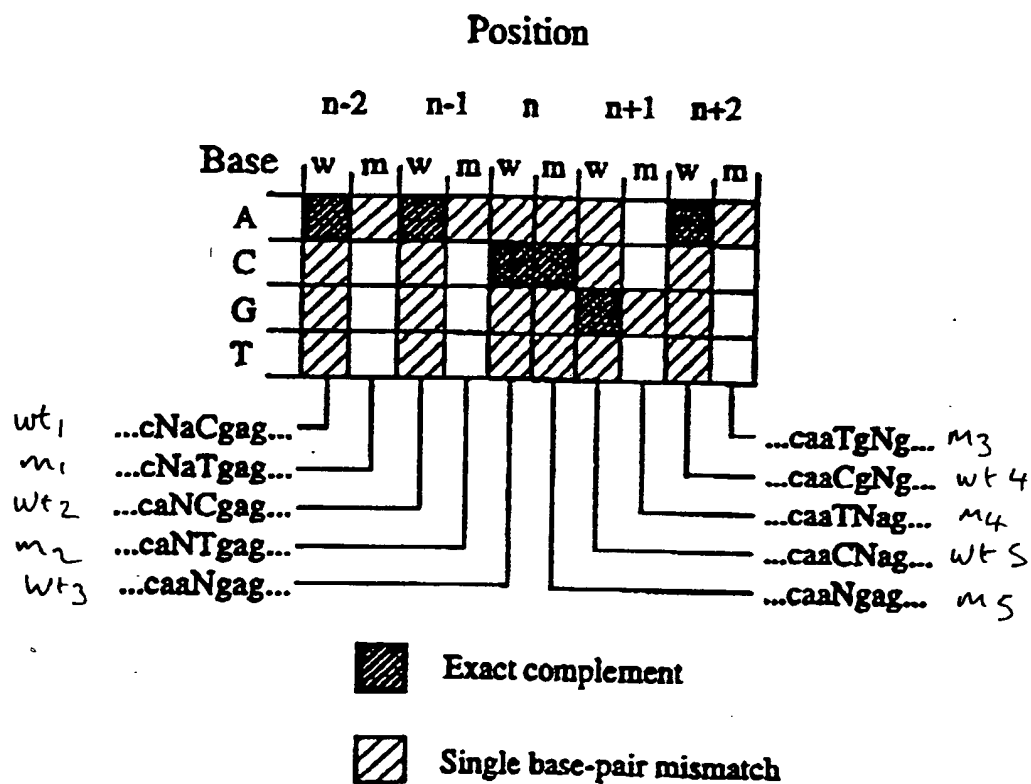 Position
n-2 n-1 n n+1 n+2
Base w m w m w m w m w m
A
C
G
T
wt1 ...cNaCgag...
m1 ...cNaTgag...
wt2 ...caNCgag...
m2 ...caNTgag...
wt3 ...caaNgag...
...caaTgNg... m3
...caaCgNg... wt4
...caaTNag... m4
...caaCNag... wt5
...caaNgag... m5
Exact complement
Single base-pair mismatch